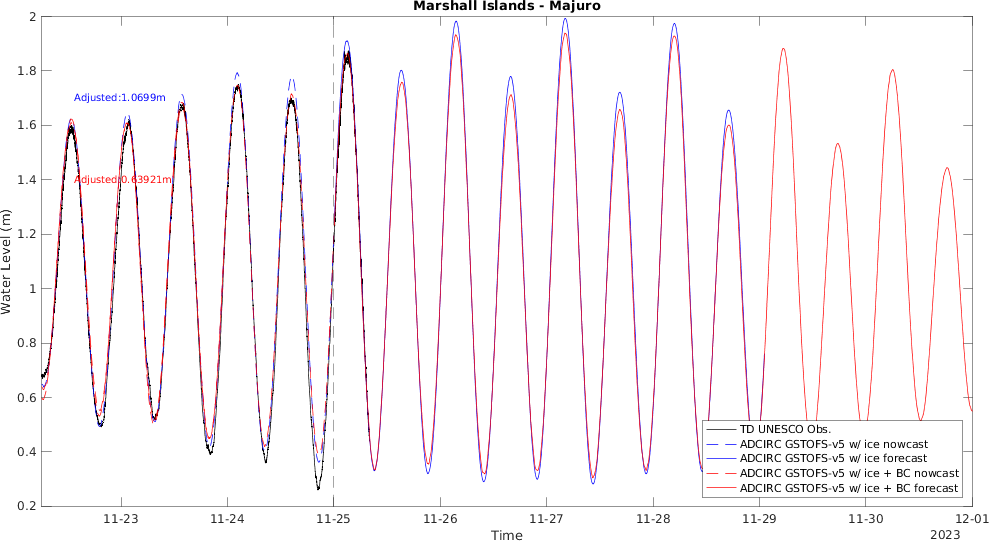 Marshall Islands - Majuro
2
1.8
1.6
1.4
1.2
1
0.8
0.6
0.4
0.2
Water Level (m)
Adjusted:1.0699m
Adjusted:0.63921m
TD UNESCO Obs.
ADCIRC GSTOFS-v5 w/ ice nowcast
ADCIRC GSTOFS-v5 w/ ice forecast
ADCIRC GSTOFS-v5 w/ ice + BC nowcast
ADCIRC GSTOFS-v5 w/ ice + BC forecast
11-23 11-24 11-25 11-26 11-27 11-28 11-29 11-30 12-01
Time
2023